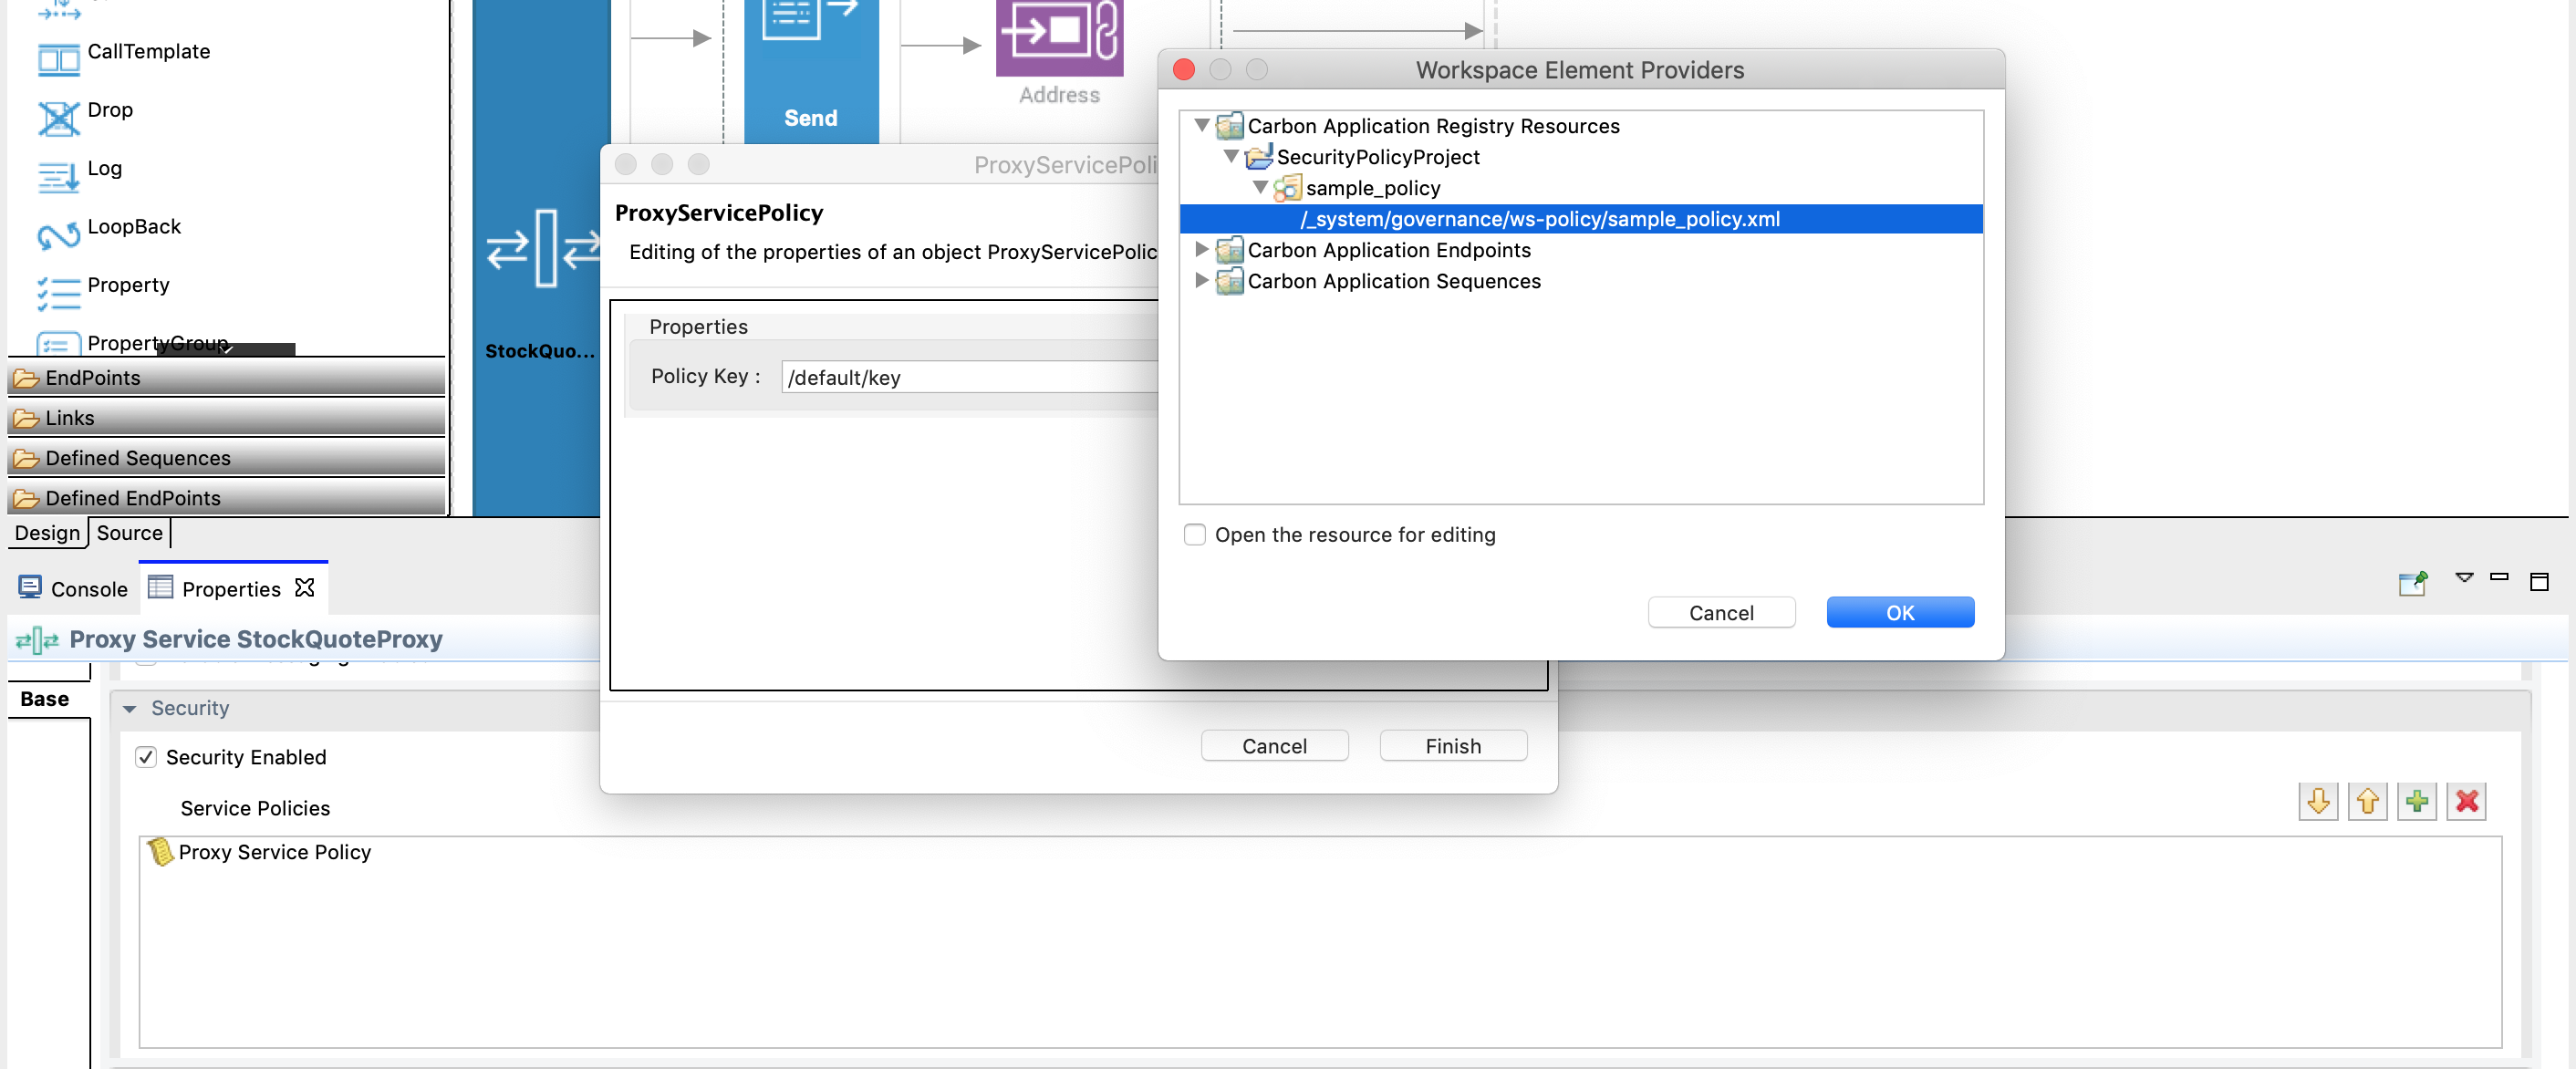 CallTemplate
Drop
Log
LoopBack
Property
PropertyGroup
EndPoints
Links
Defined Sequences
Defined EndPoints
Design
Source
StockQuo...
Send
Address
ProxyServicePoli
ProxyServicePolicy
Editing of the properties of an object ProxyServicePolic
Properties
Policy Key :
/default/key
Cancel
Finish
Workspace Element Providers
Carbon Application Registry Resources
SecurityPolicyProject
sample_policy
/_system/governance/ws-policy/sample_policy.xml
Carbon Application Endpoints
Carbon Application Sequences
Open the resource for editing
Cancel
OK
Console
Properties
Proxy Service StockQuoteProxy
Base
Security
Security Enabled
Service Policies
Proxy Service Policy